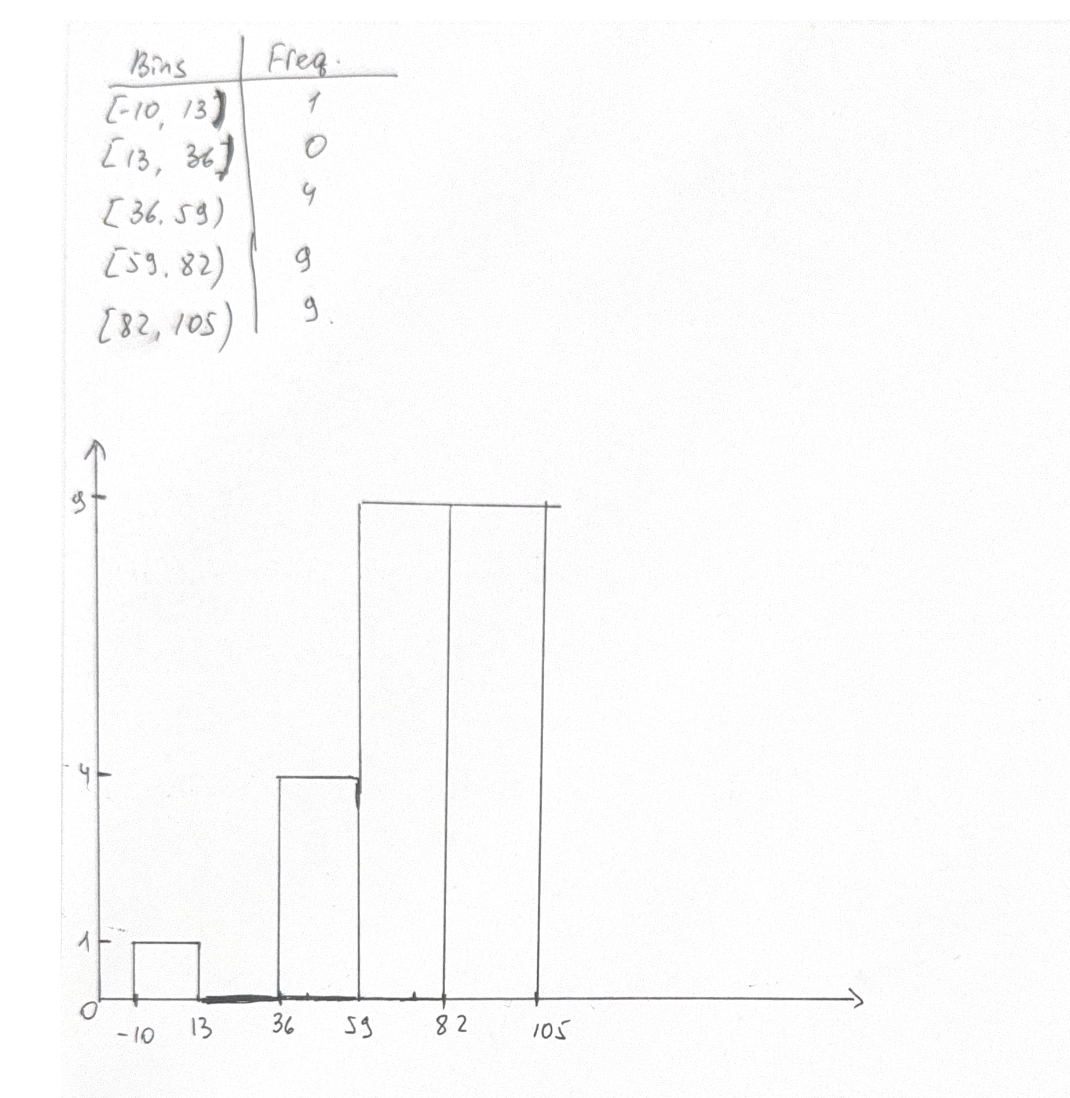 Bins Freq.
[-10, 13) 1
[13, 36) 0
[36, 59) 4
[59, 82) 9
[82, 105) 9.
9
4
1
0
-10 13 36 59 82 105